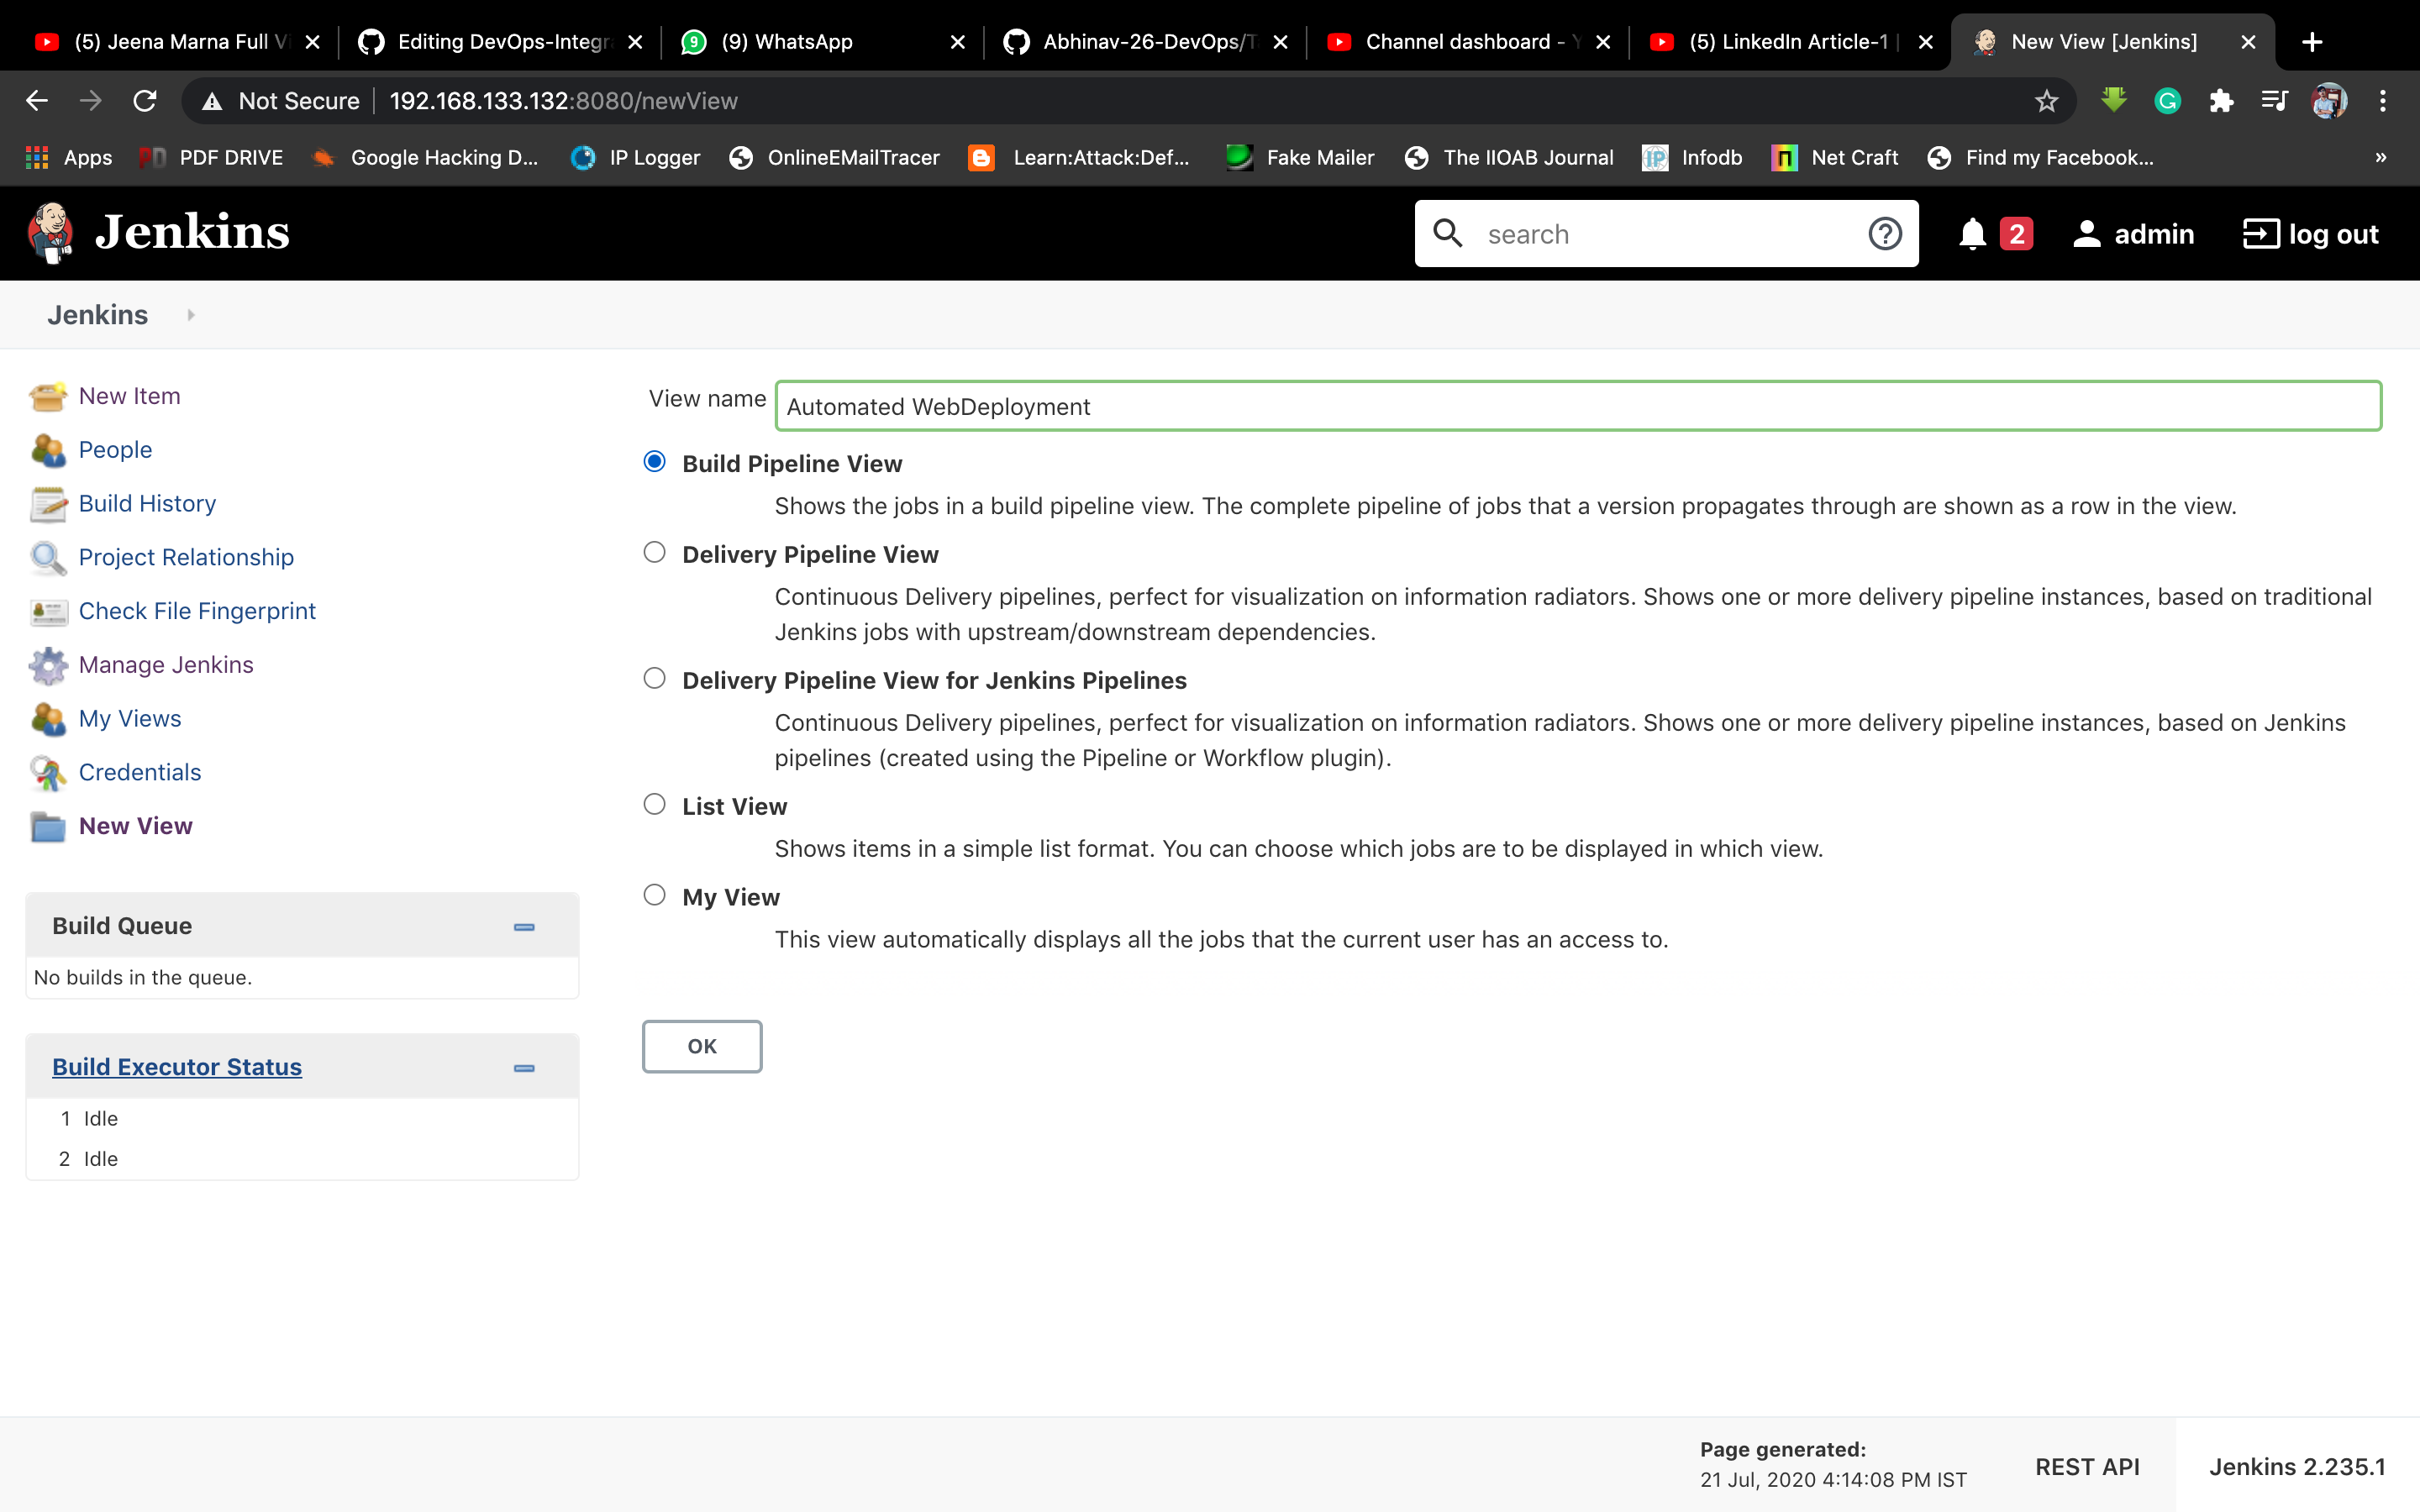 (5) Jeena Marna Full Vi
Editing DevOps-Integra
9 (9) WhatsApp
Abhinav-26-DevOps/Ta
Channel dashboard - Y
(5) LinkedIn Article-1 |
New View [Jenkins]
Not Secure 192.168.133.132:8080/newView
Apps
PDF DRIVE
Google Hacking D...
IP Logger
OnlineEMailTracer
Learn:Attack:Def...
Fake Mailer
The IIOAB Journal
Infodb
Net Craft
Find my Facebook...
»
Jenkins
search
2
admin
log out
Jenkins
New Item
People
Build History
Project Relationship
Check File Fingerprint
Manage Jenkins
My Views
Credentials
New View
Build Queue
No builds in the queue.
Build Executor Status
1 Idle
2 Idle
View name Automated WebDeployment
Build Pipeline View
Shows the jobs in a build pipeline view. The complete pipeline of jobs that a version propagates through are shown as a row in the view.
Delivery Pipeline View
Continuous Delivery pipelines, perfect for visualization on information radiators. Shows one or more delivery pipeline instances, based on traditional
Jenkins jobs with upstream/downstream dependencies.
Delivery Pipeline View for Jenkins Pipelines
Continuous Delivery pipelines, perfect for visualization on information radiators. Shows one or more delivery pipeline instances, based on Jenkins
pipelines (created using the Pipeline or Workflow plugin).
List View
Shows items in a simple list format. You can choose which jobs are to be displayed in which view.
My View
This view automatically displays all the jobs that the current user has an access to.
OK
Page generated:
21 Jul, 2020 4:14:08 PM IST
REST API
Jenkins 2.235.1